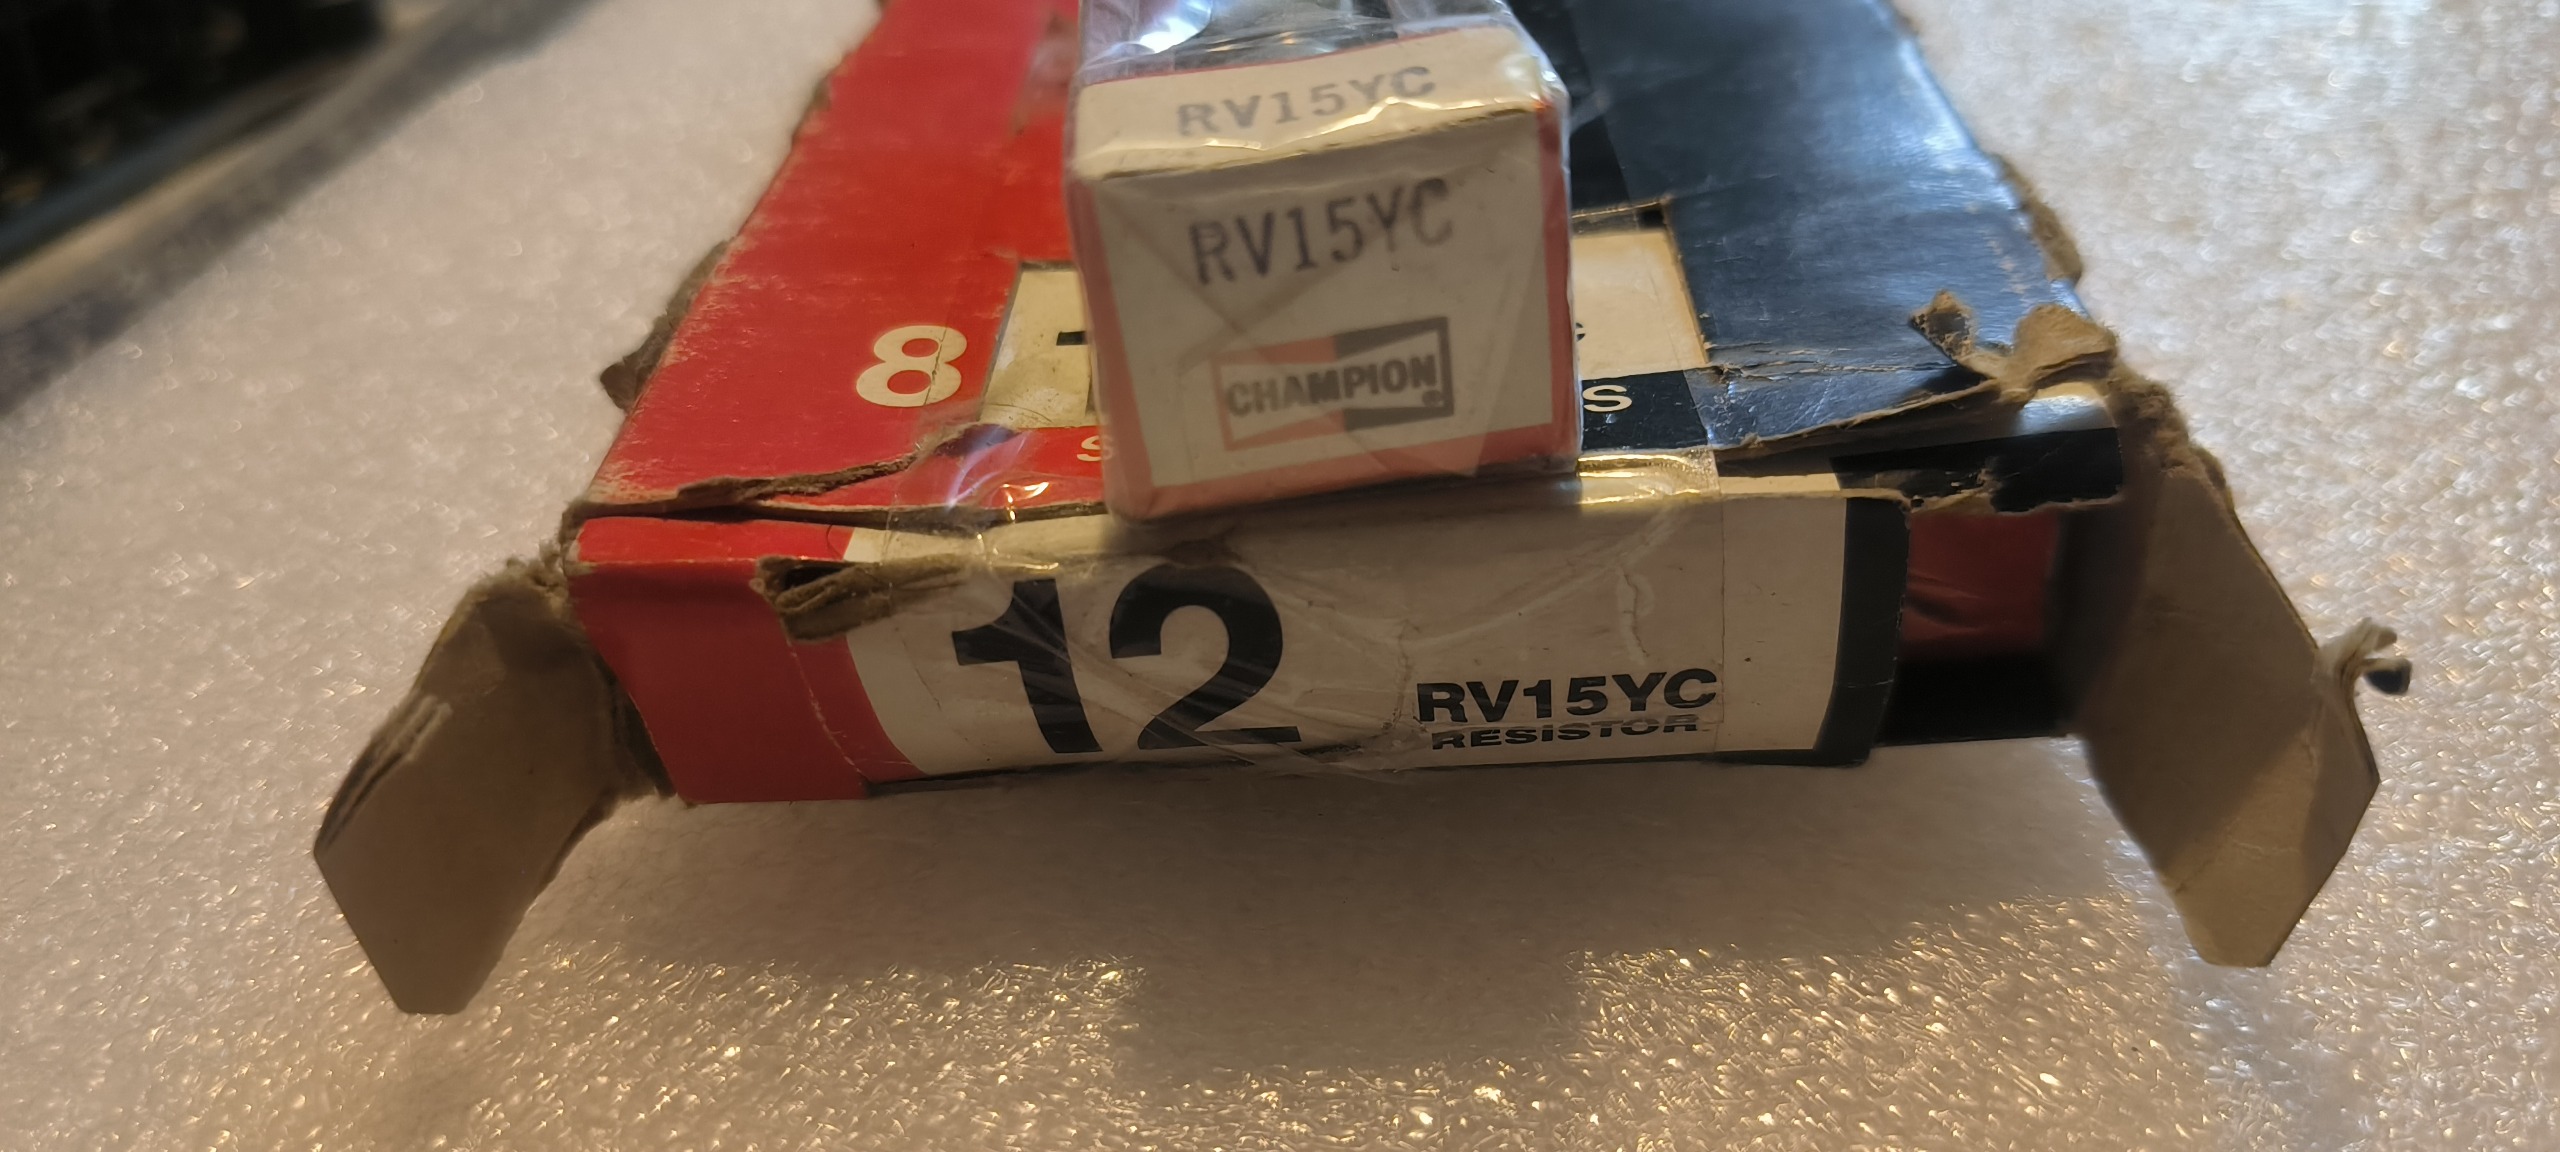 RV15YC
RV15YC
CHAMPION
8
S
S
12
RV15YC
RESISTOR